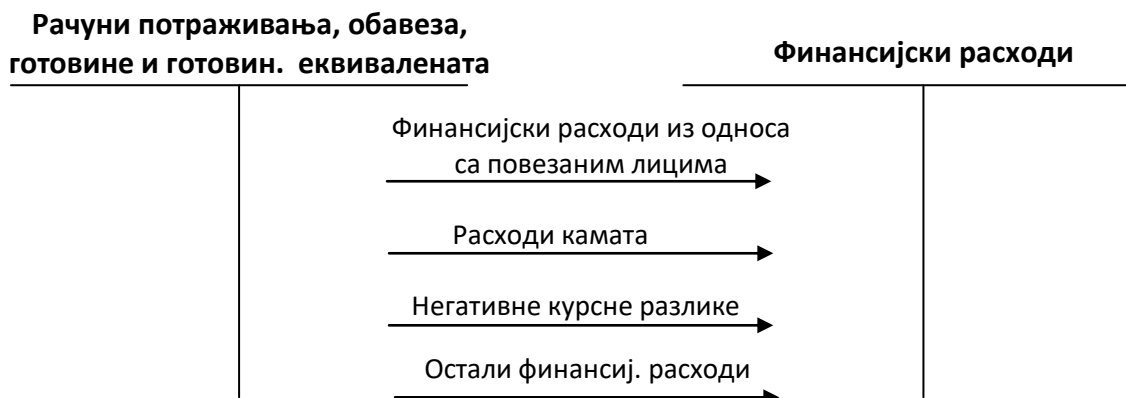 Рачуни потраживања, обавеза,
готовине и готовин. еквивалената
Финансијски расходи
Финансијски расходи из односа
са повезаним лицима
Расходи камата
Негативне курсне разлике
Остали финансиј. расходи